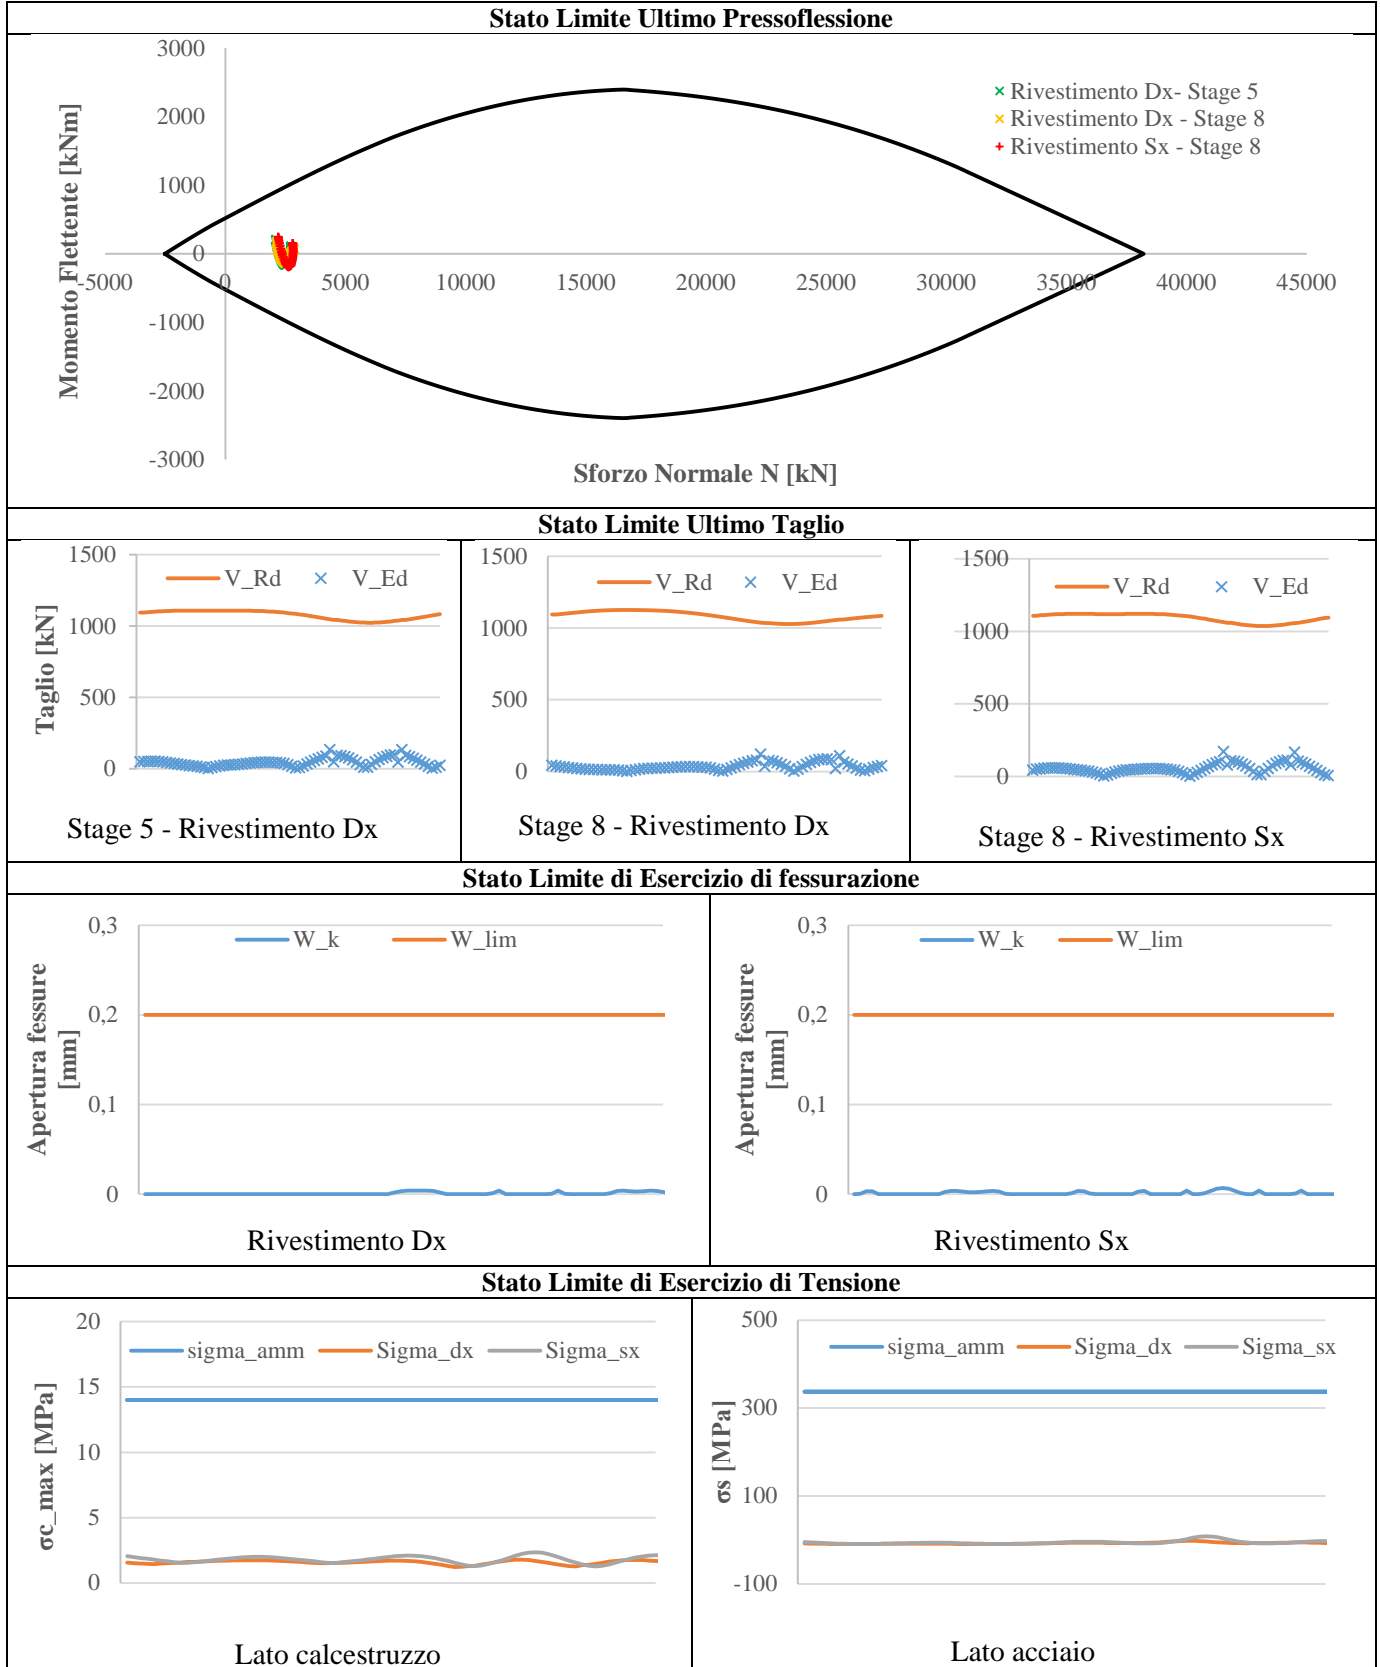 Stato Limite Ultimo Pressoflessione
3000
2000
1000
0
-1000
-2000
-3000
Momento Flettente [kNm]
× Rivestimento Dx- Stage 5
× Rivestimento Dx - Stage 8
+ Rivestimento Sx - Stage 8
-5000 0 5000 10000 15000 20000 25000 30000 35000 40000 45000
Sforzo Normale N [kN]
Stato Limite Ultimo Taglio
1500
1000
500
0
Taglio [kN]
V_Rd × V_Ed
Stage 5 - Rivestimento Dx
1500
1000
500
0
V_Rd × V_Ed
Stage 8 - Rivestimento Dx
1500
1000
500
0
V_Rd × V_Ed
Stage 8 - Rivestimento Sx
Stato Limite di Esercizio di fessurazione
0,3
0,2
0,1
0
Apertura fessure
[mm]
W_k W_lim
Rivestimento Dx
0,3
0,2
0,1
0
Apertura fessure
[mm]
W_k W_lim
Rivestimento Sx
Stato Limite di Esercizio di Tensione
20
15
10
5
0
σc_max [MPa]
sigma_amm Sigma_dx Sigma_sx
Lato calcestruzzo
500
300
100
-100
σs [MPa]
sigma_amm Sigma_dx Sigma_sx
Lato acciaio